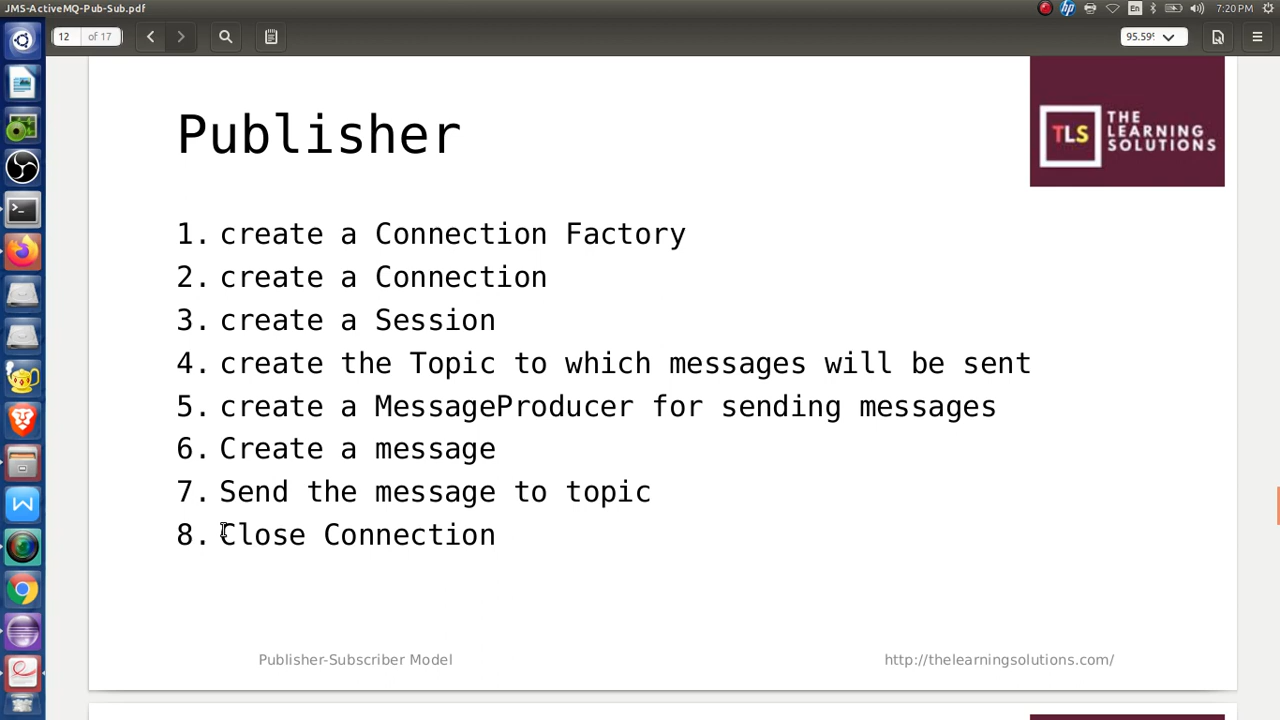 JMS-ActiveMQ-Pub-Sub.pdf
En
7:20 PM
12 of 17
95.59%
Publisher
TLS
THE
LEARNING
SOLUTIONS
1. create a Connection Factory
2. create a Connection
3. create a Session
4. create the Topic to which messages will be sent
5. create a MessageProducer for sending messages
6. Create a message
7. Send the message to topic
8. Close Connection
Publisher-Subscriber Model
http://thelearningsolutions.com/